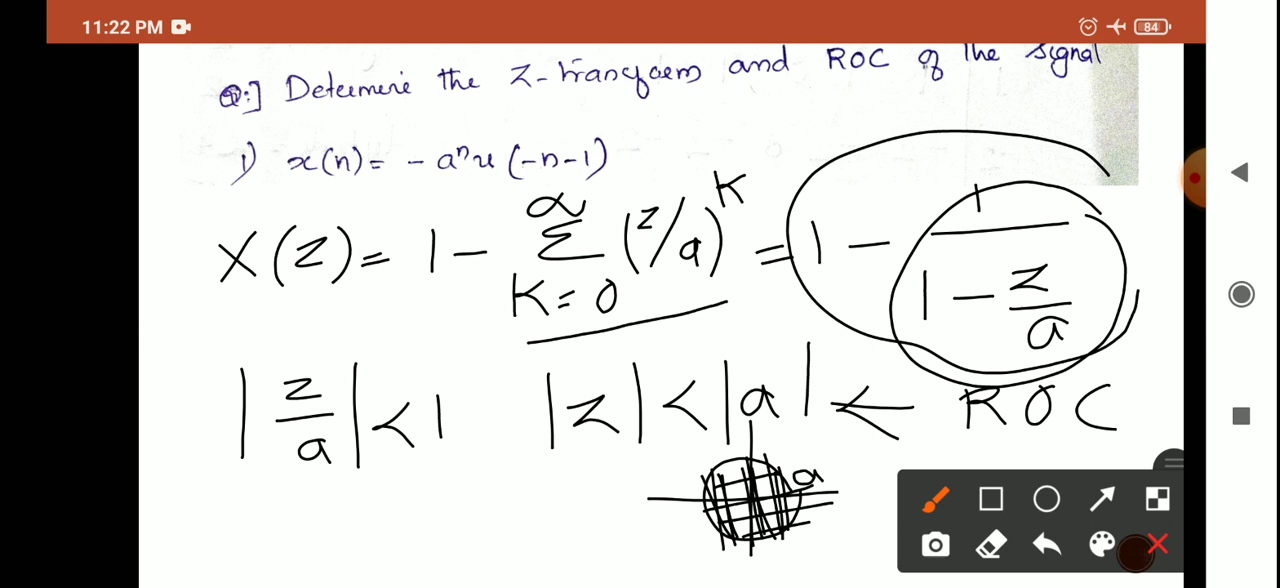 11:22 PM
84
Q:] Determine the Z-transform and ROC of the signal
1) x(n) = - aⁿu (-n-1)
X(Z) = 1 - ∑_{K=0}^{∝} (z/a)^K = 1 - 1/(1 - z/a)
|z/a| < 1 |z| < |a| ← ROC
a